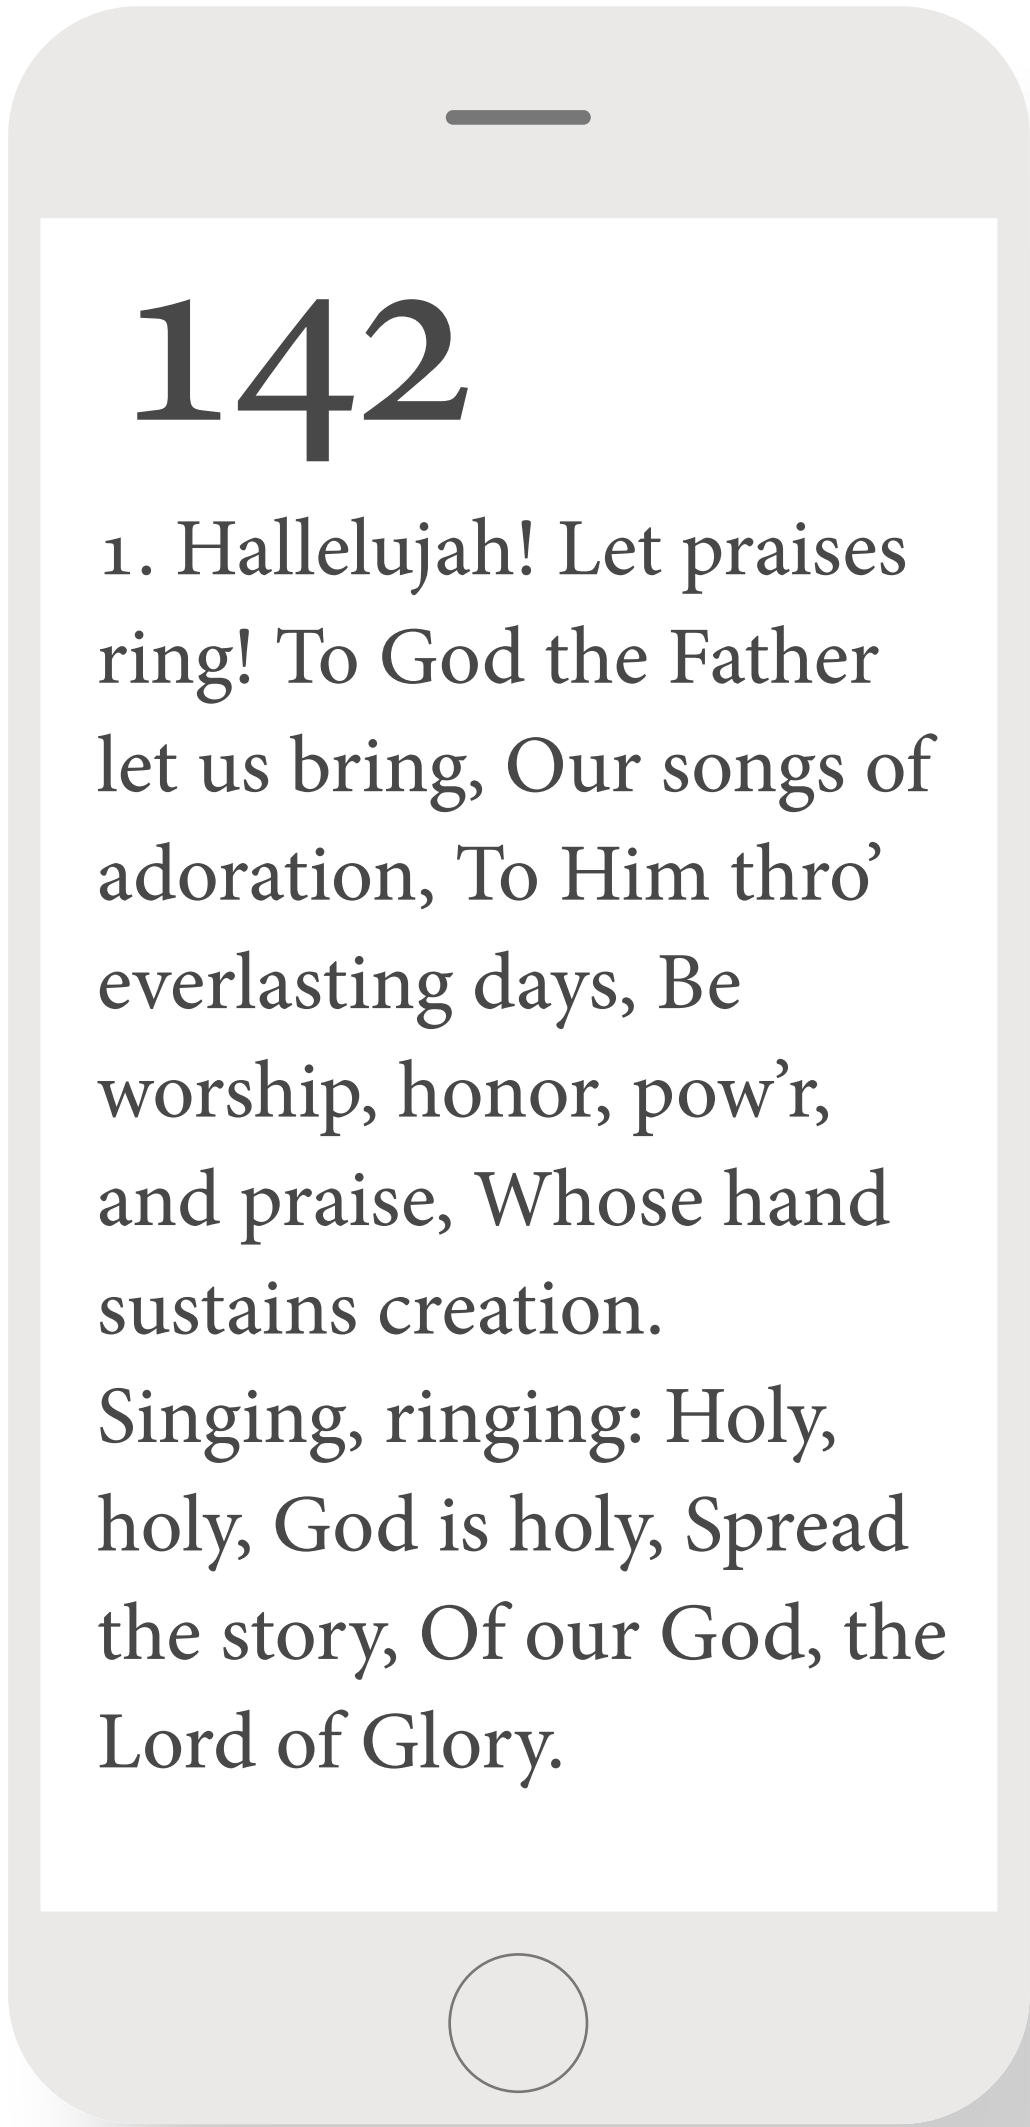 142
1. Hallelujah! Let praises
ring! To God the Father
let us bring, Our songs of
adoration, To Him thro’
everlasting days, Be
worship, honor, pow’r,
and praise, Whose hand
sustains creation.
Singing, ringing: Holy,
holy, God is holy, Spread
the story, Of our God, the
Lord of Glory.